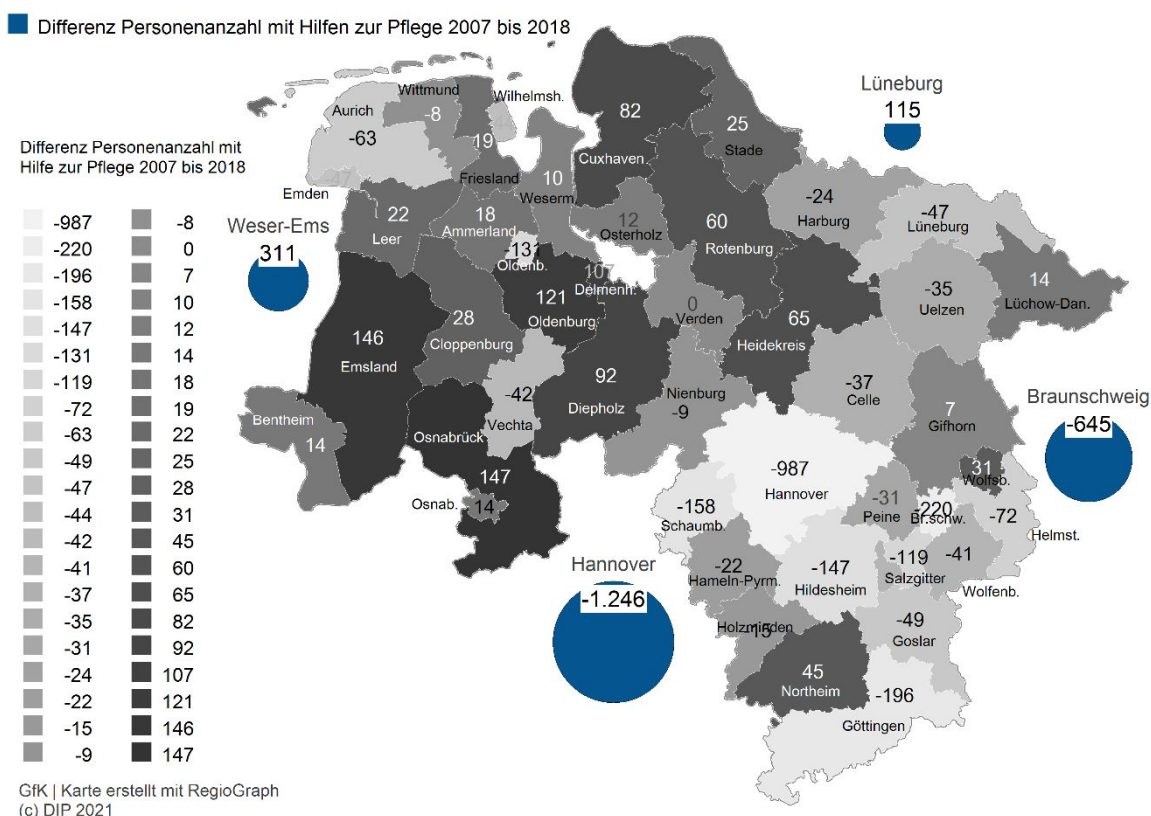 Differenz Personenanzahl mit Hilfen zur Pflege 2007 bis 2018
Differenz Personenanzahl mit
Hilfe zur Pflege 2007 bis 2018
-987 -8
-220 0
-196 7
-158 10
-147 12
-131 14
-119 18
-72 19
-63 22
-49 25
-47 28
-44 31
-42 45
-41 60
-37 65
-35 82
-31 92
-24 107
-22 121
-15 146
-9 147
Weser-Ems
311
Lüneburg
115
Braunschweig
-645
Hannover
-1.246
Aurich
-63
Wittmund
-8
Wilhelmsh.
19
Friesland
Emden
-47
22
Leer
18
Ammerland
10
Weserm.
-131
Oldenb.
107
Delmenh.
121
Oldenburg
28
Cloppenburg
146
Emsland
Bentheim
14
-42
Vechta
Osnabrück
147
Osnab.
14
82
Cuxhaven
25
Stade
12
Osterholz
60
Rotenburg
-24
Harburg
-47
Lüneburg
-35
Uelzen
14
Lüchow-Dan.
0
Verden
65
Heidekreis
-37
Celle
92
Diepholz
Nienburg
-9
-987
Hannover
7
Gifhorn
31
Wolfsb.
-31
Peine
-220
Br.schw.
-72
Helmst.
-158
Schaumb.
-22
Hameln-Pyrm.
-147
Hildesheim
-119
Salzgitter
-41
Wolfenb.
Holzminden
-15
-49
Goslar
45
Northeim
-196
Göttingen
GfK | Karte erstellt mit RegioGraph
(c) DIP 2021